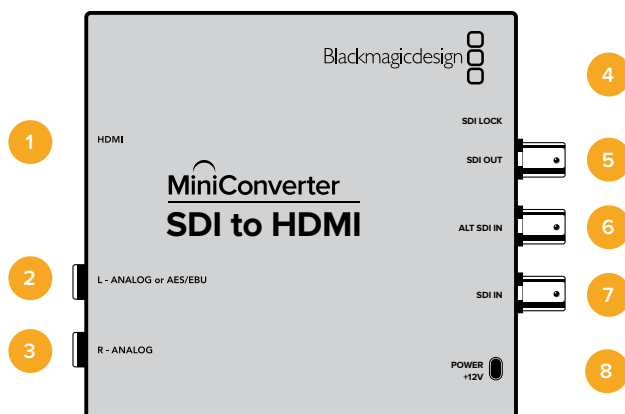 Blackmagicdesign
4
SDI LOCK
1
HDMI
SDI OUT
5
MiniConverter
SDI to HDMI
ALT SDI IN
6
2
L - ANALOG or AES/EBU
SDI IN
7
3
R - ANALOG
POWER
+12V
8